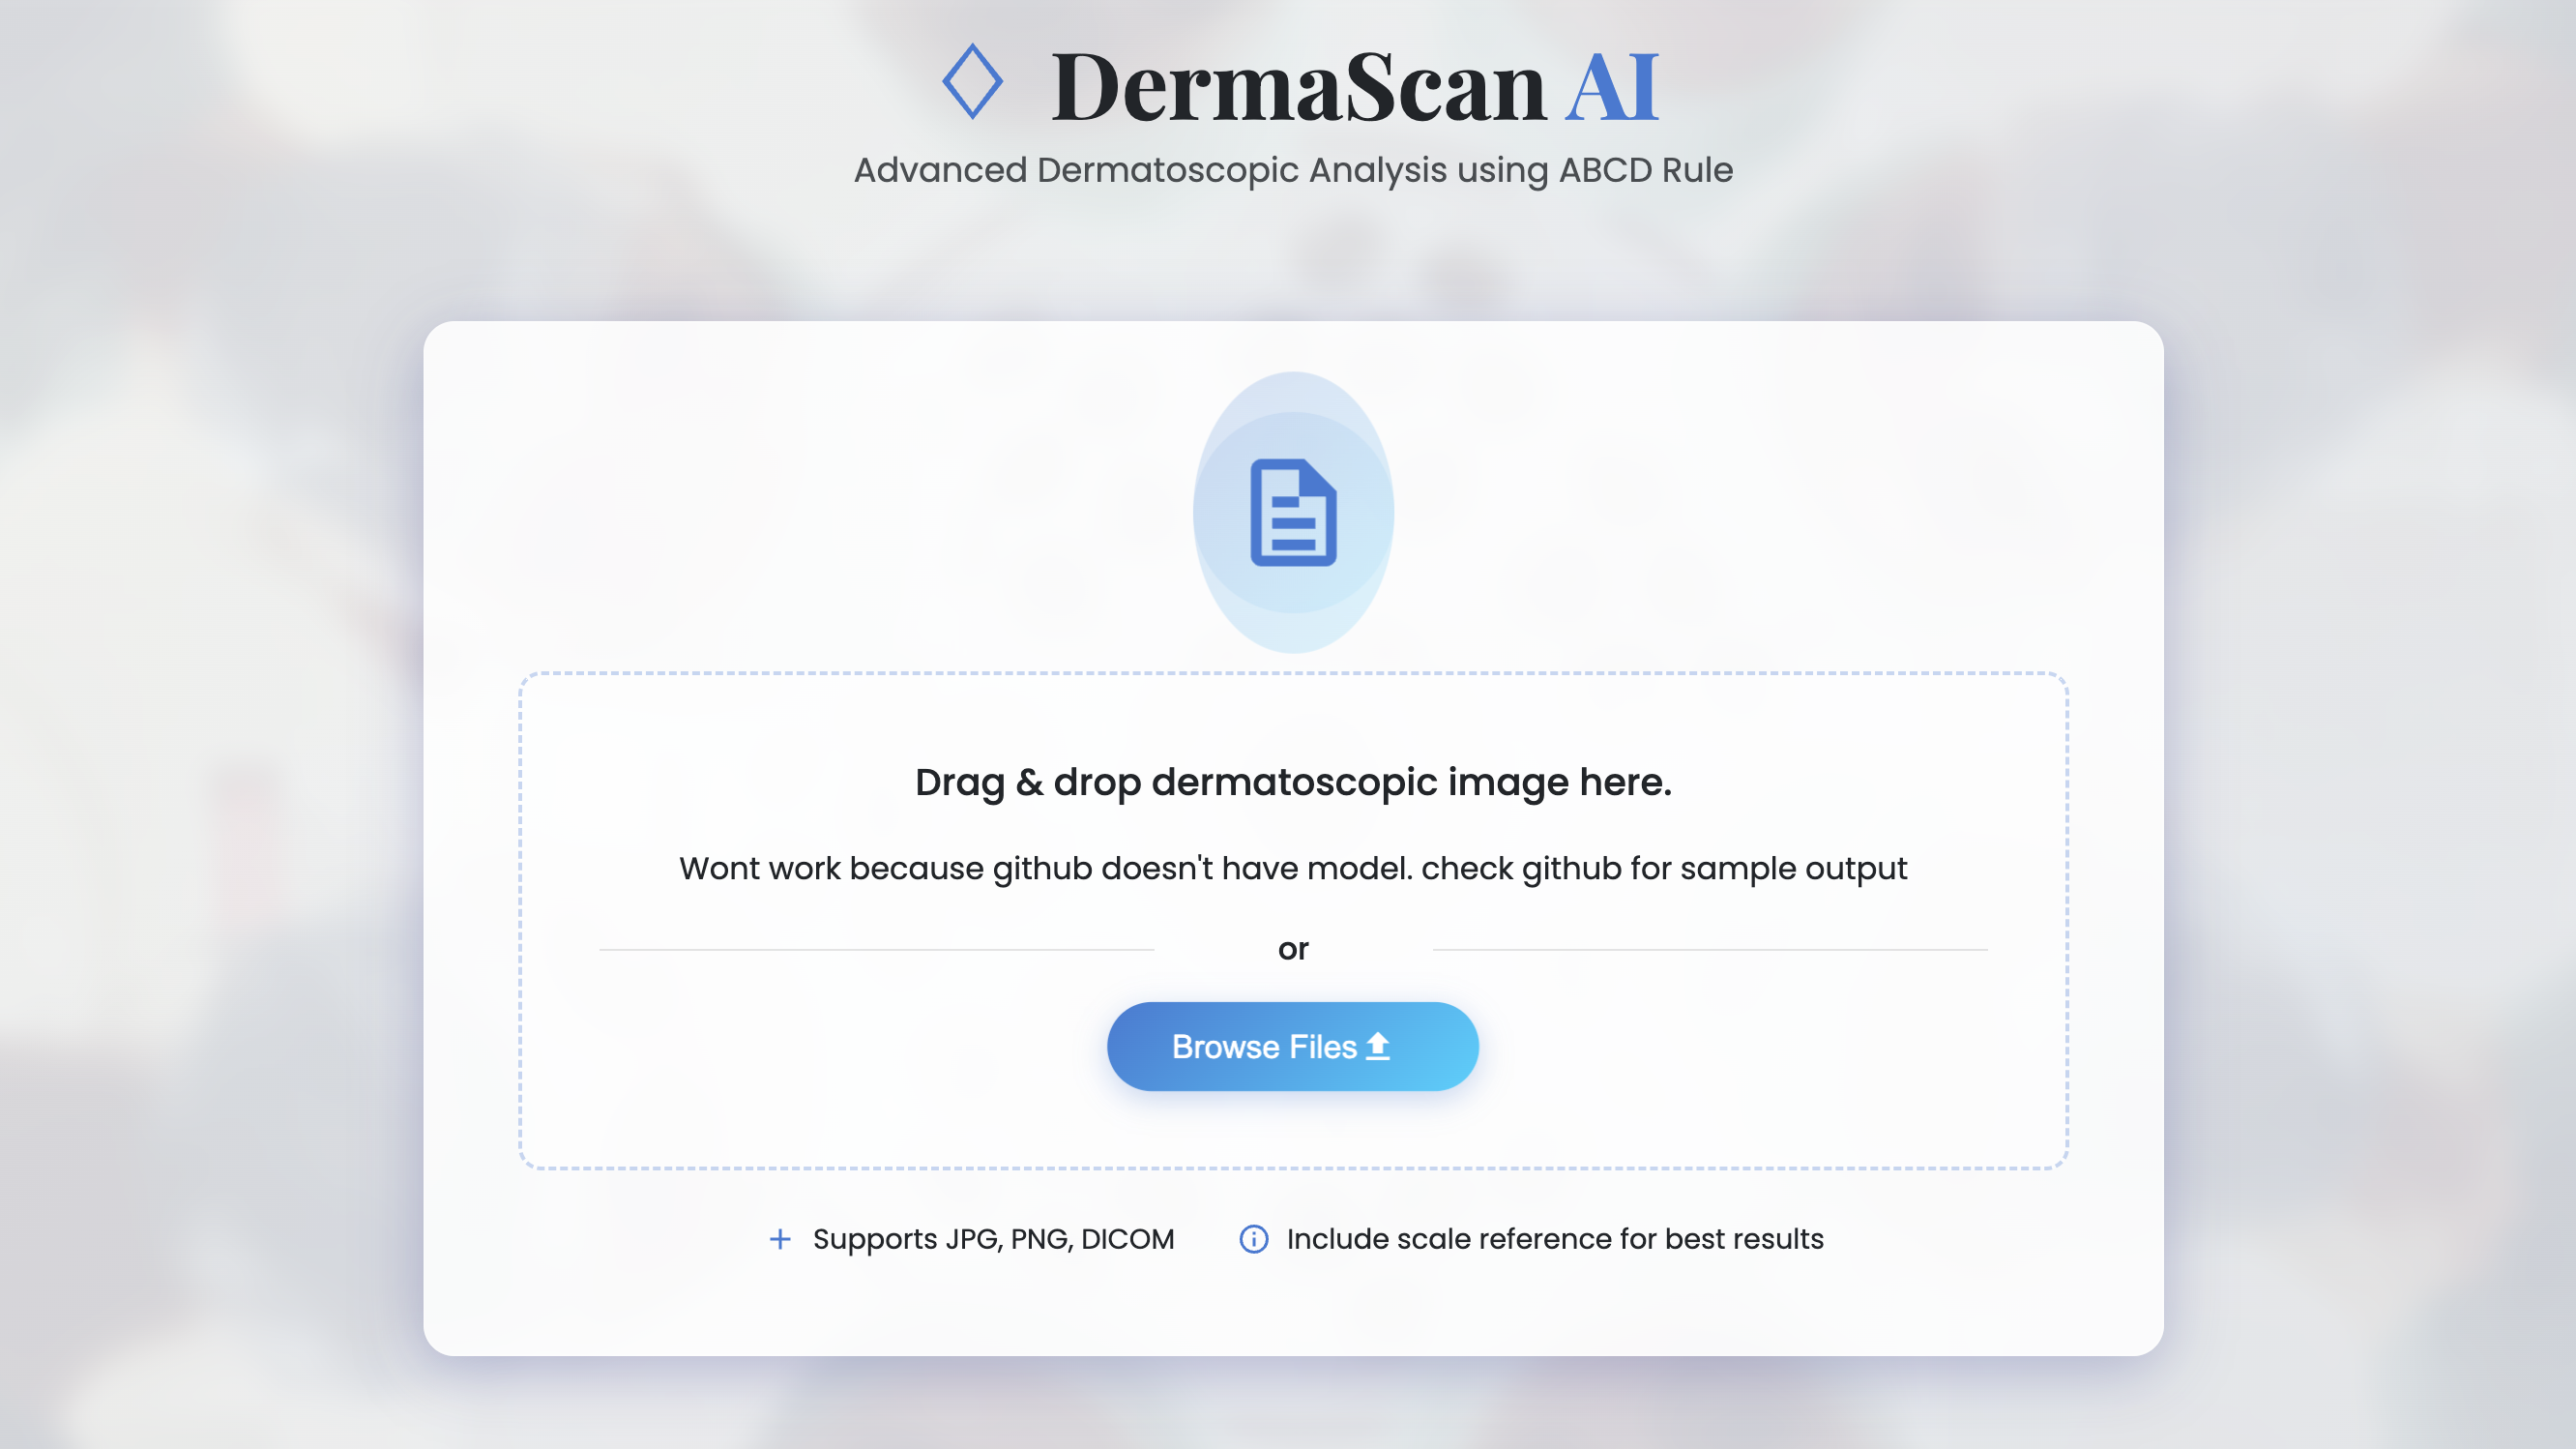 DermaScan AI
Advanced Dermatoscopic Analysis using ABCD Rule
Drag & drop dermatoscopic image here.
Wont work because github doesn't have model. check github for sample output
or
Browse Files
Supports JPG, PNG, DICOM
Include scale reference for best results